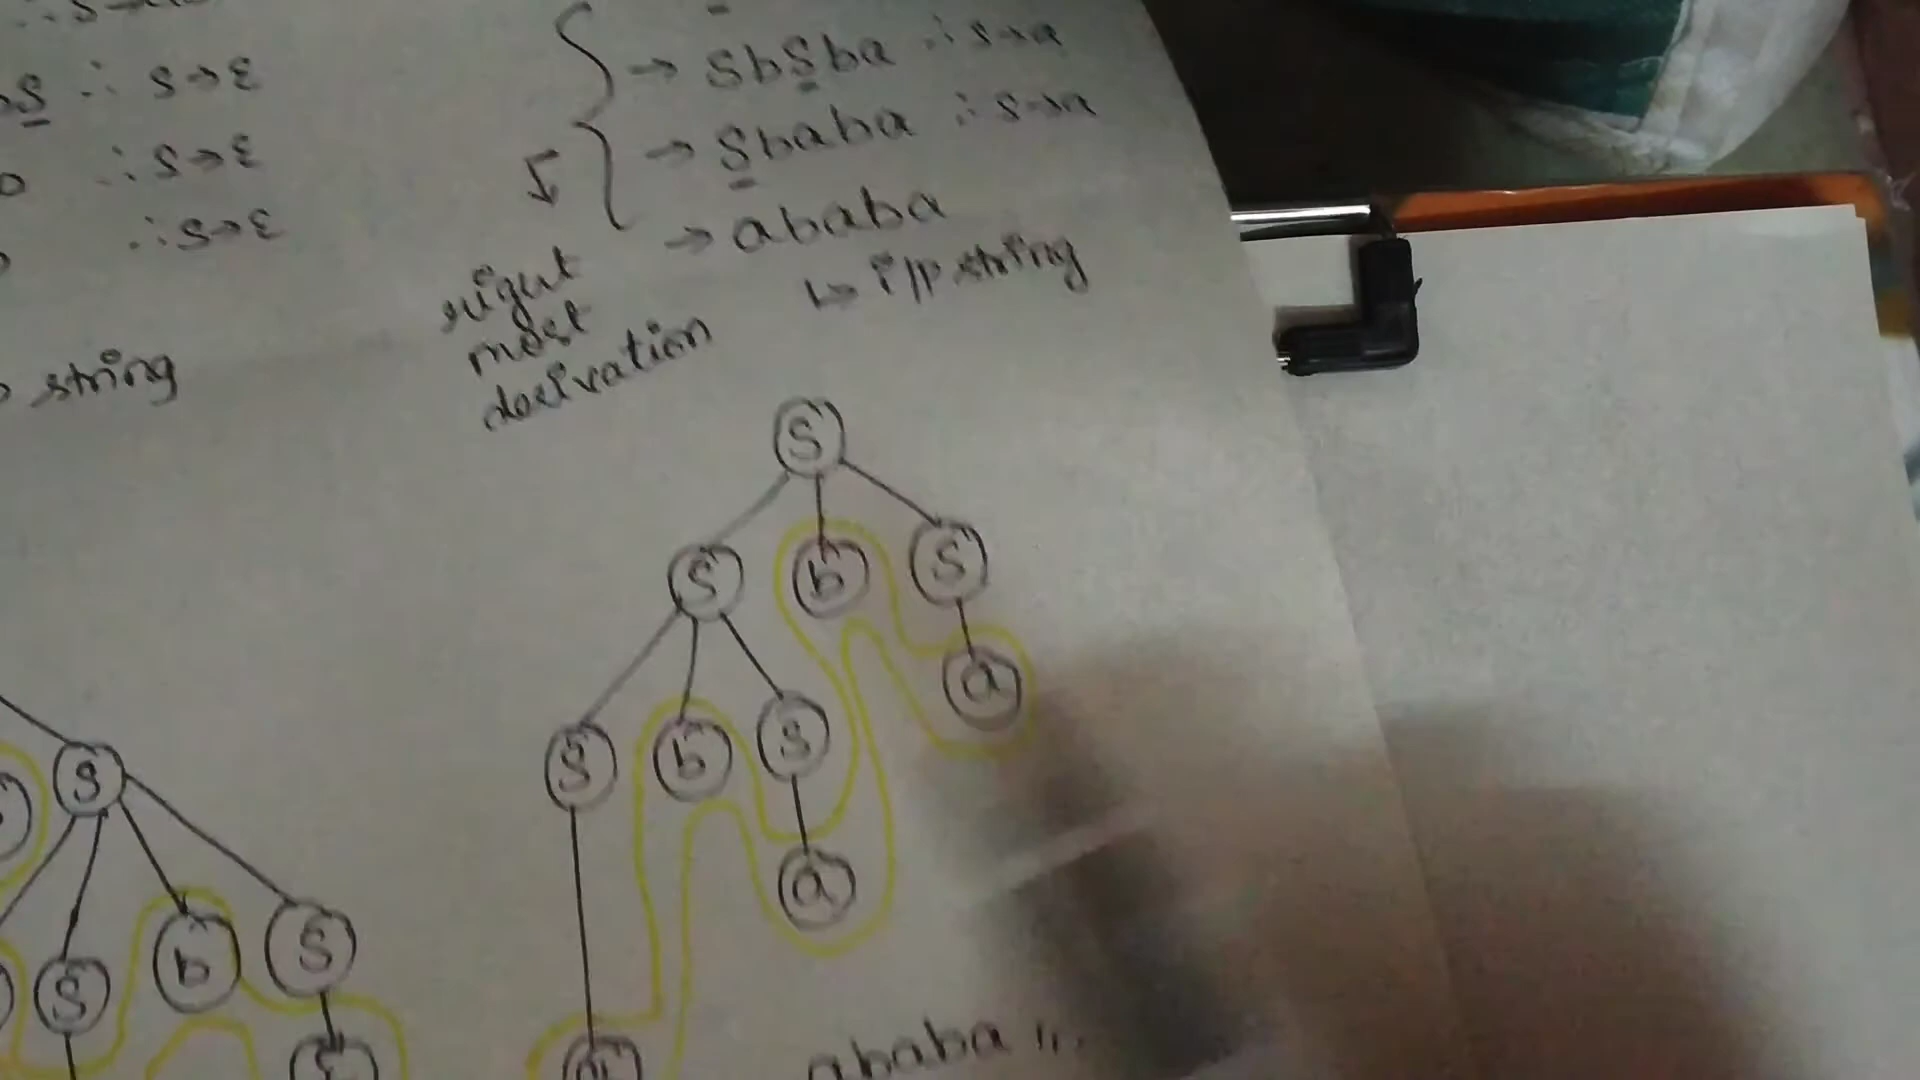 S ∴ S→ε
∴ S→ε
∴ S→ε
string
→ SbSba ∴ S→a
→ Sbaba ∴ S→a
→ ababa
↳ i/p string
right
most
derivation
S
S b S
a
S b S
a
a
S
S b S
ε
ababa //